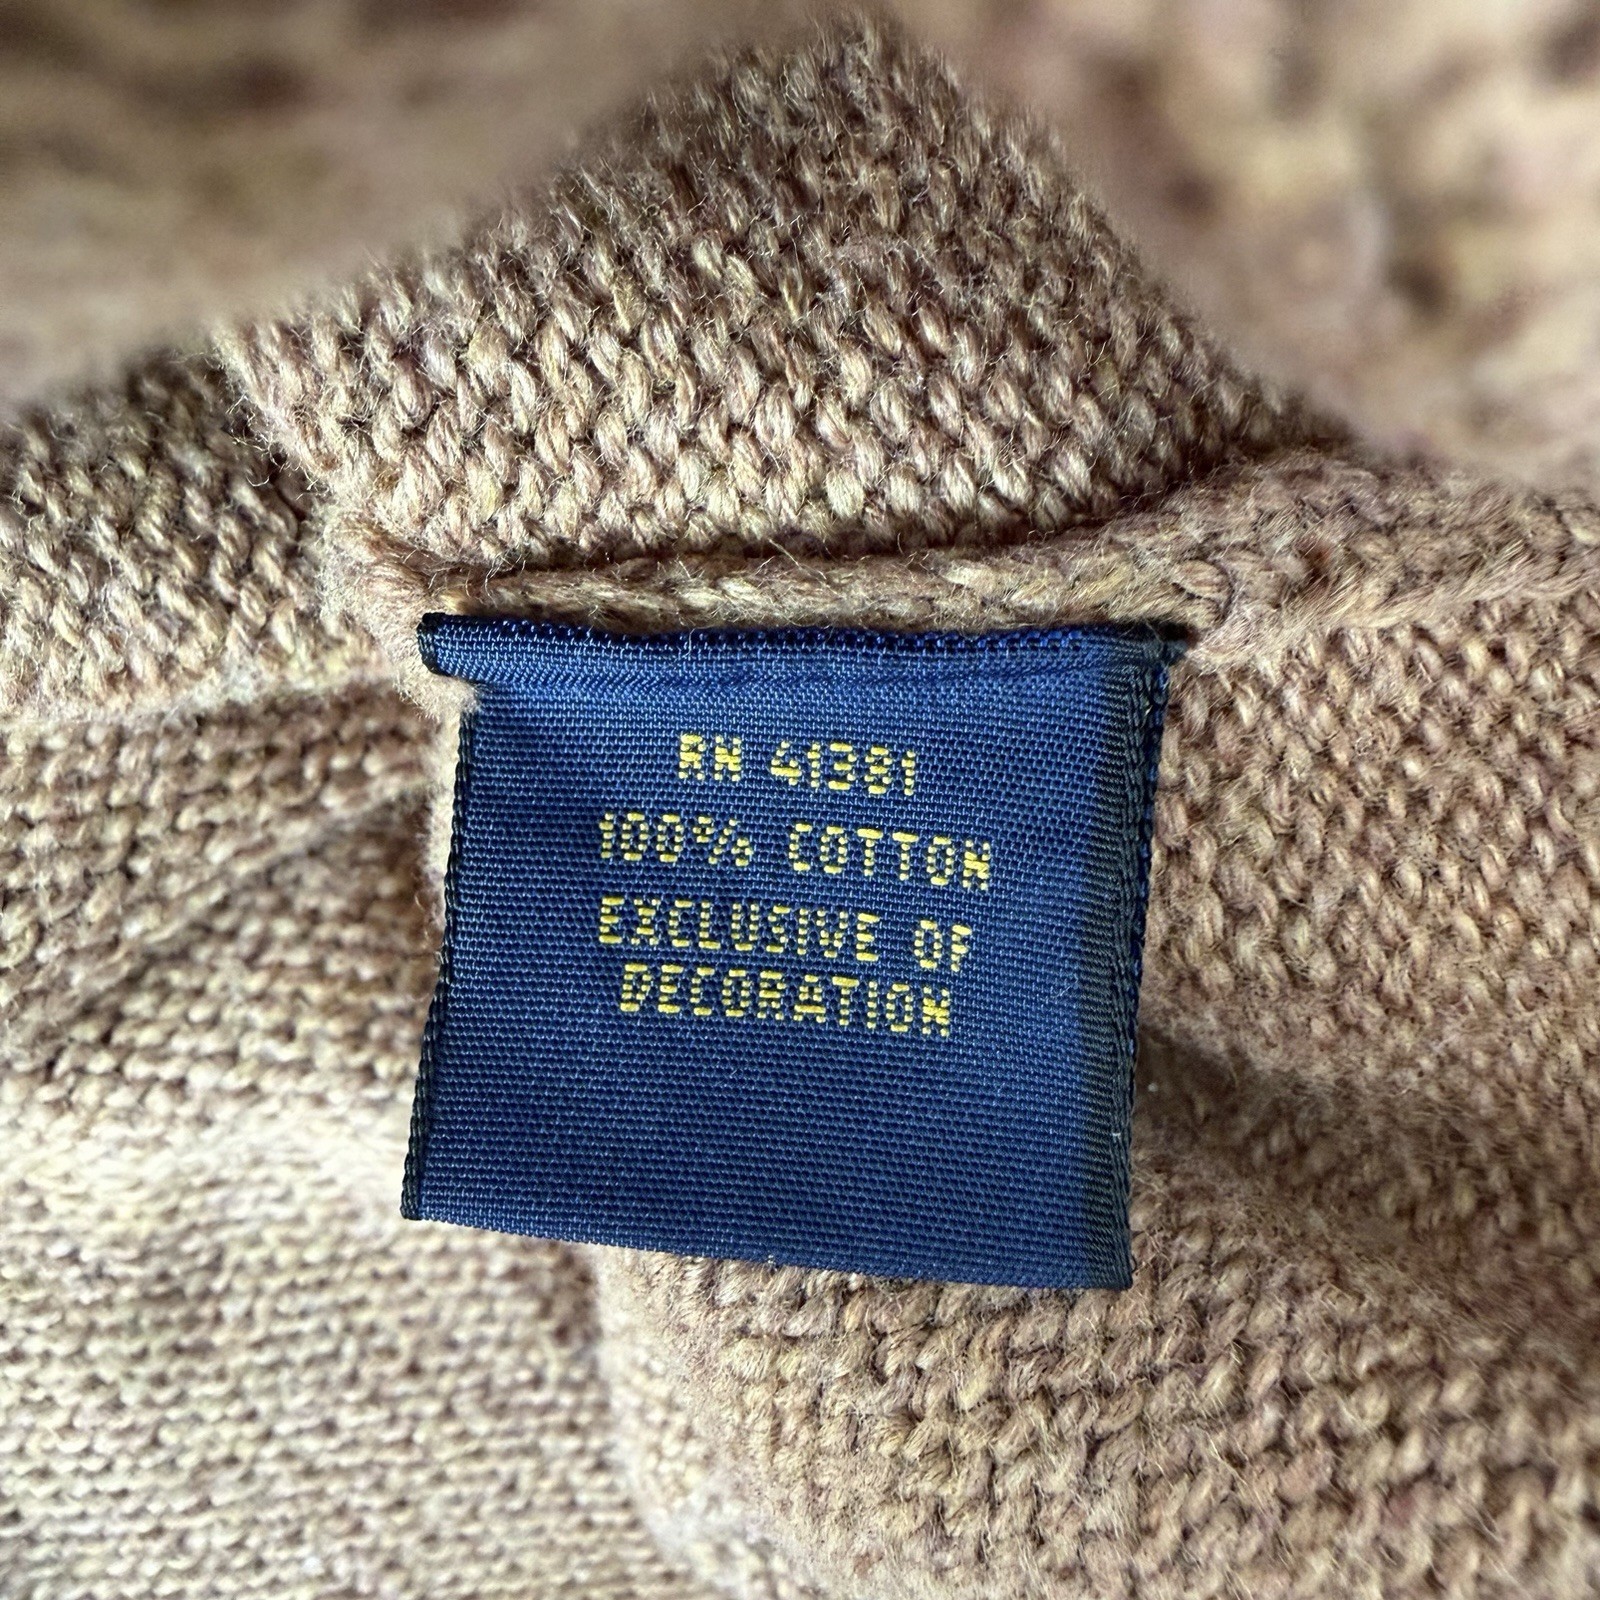 RN 41381
100% COTTON
EXCLUSIVE OF
DECORATION